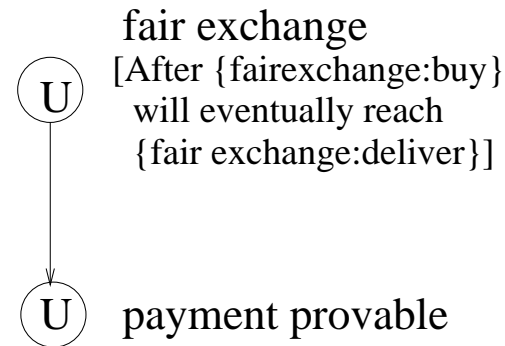 fair exchange
U
[After {fairexchange:buy}
will eventually reach
{fair exchange:deliver}]
U payment provable